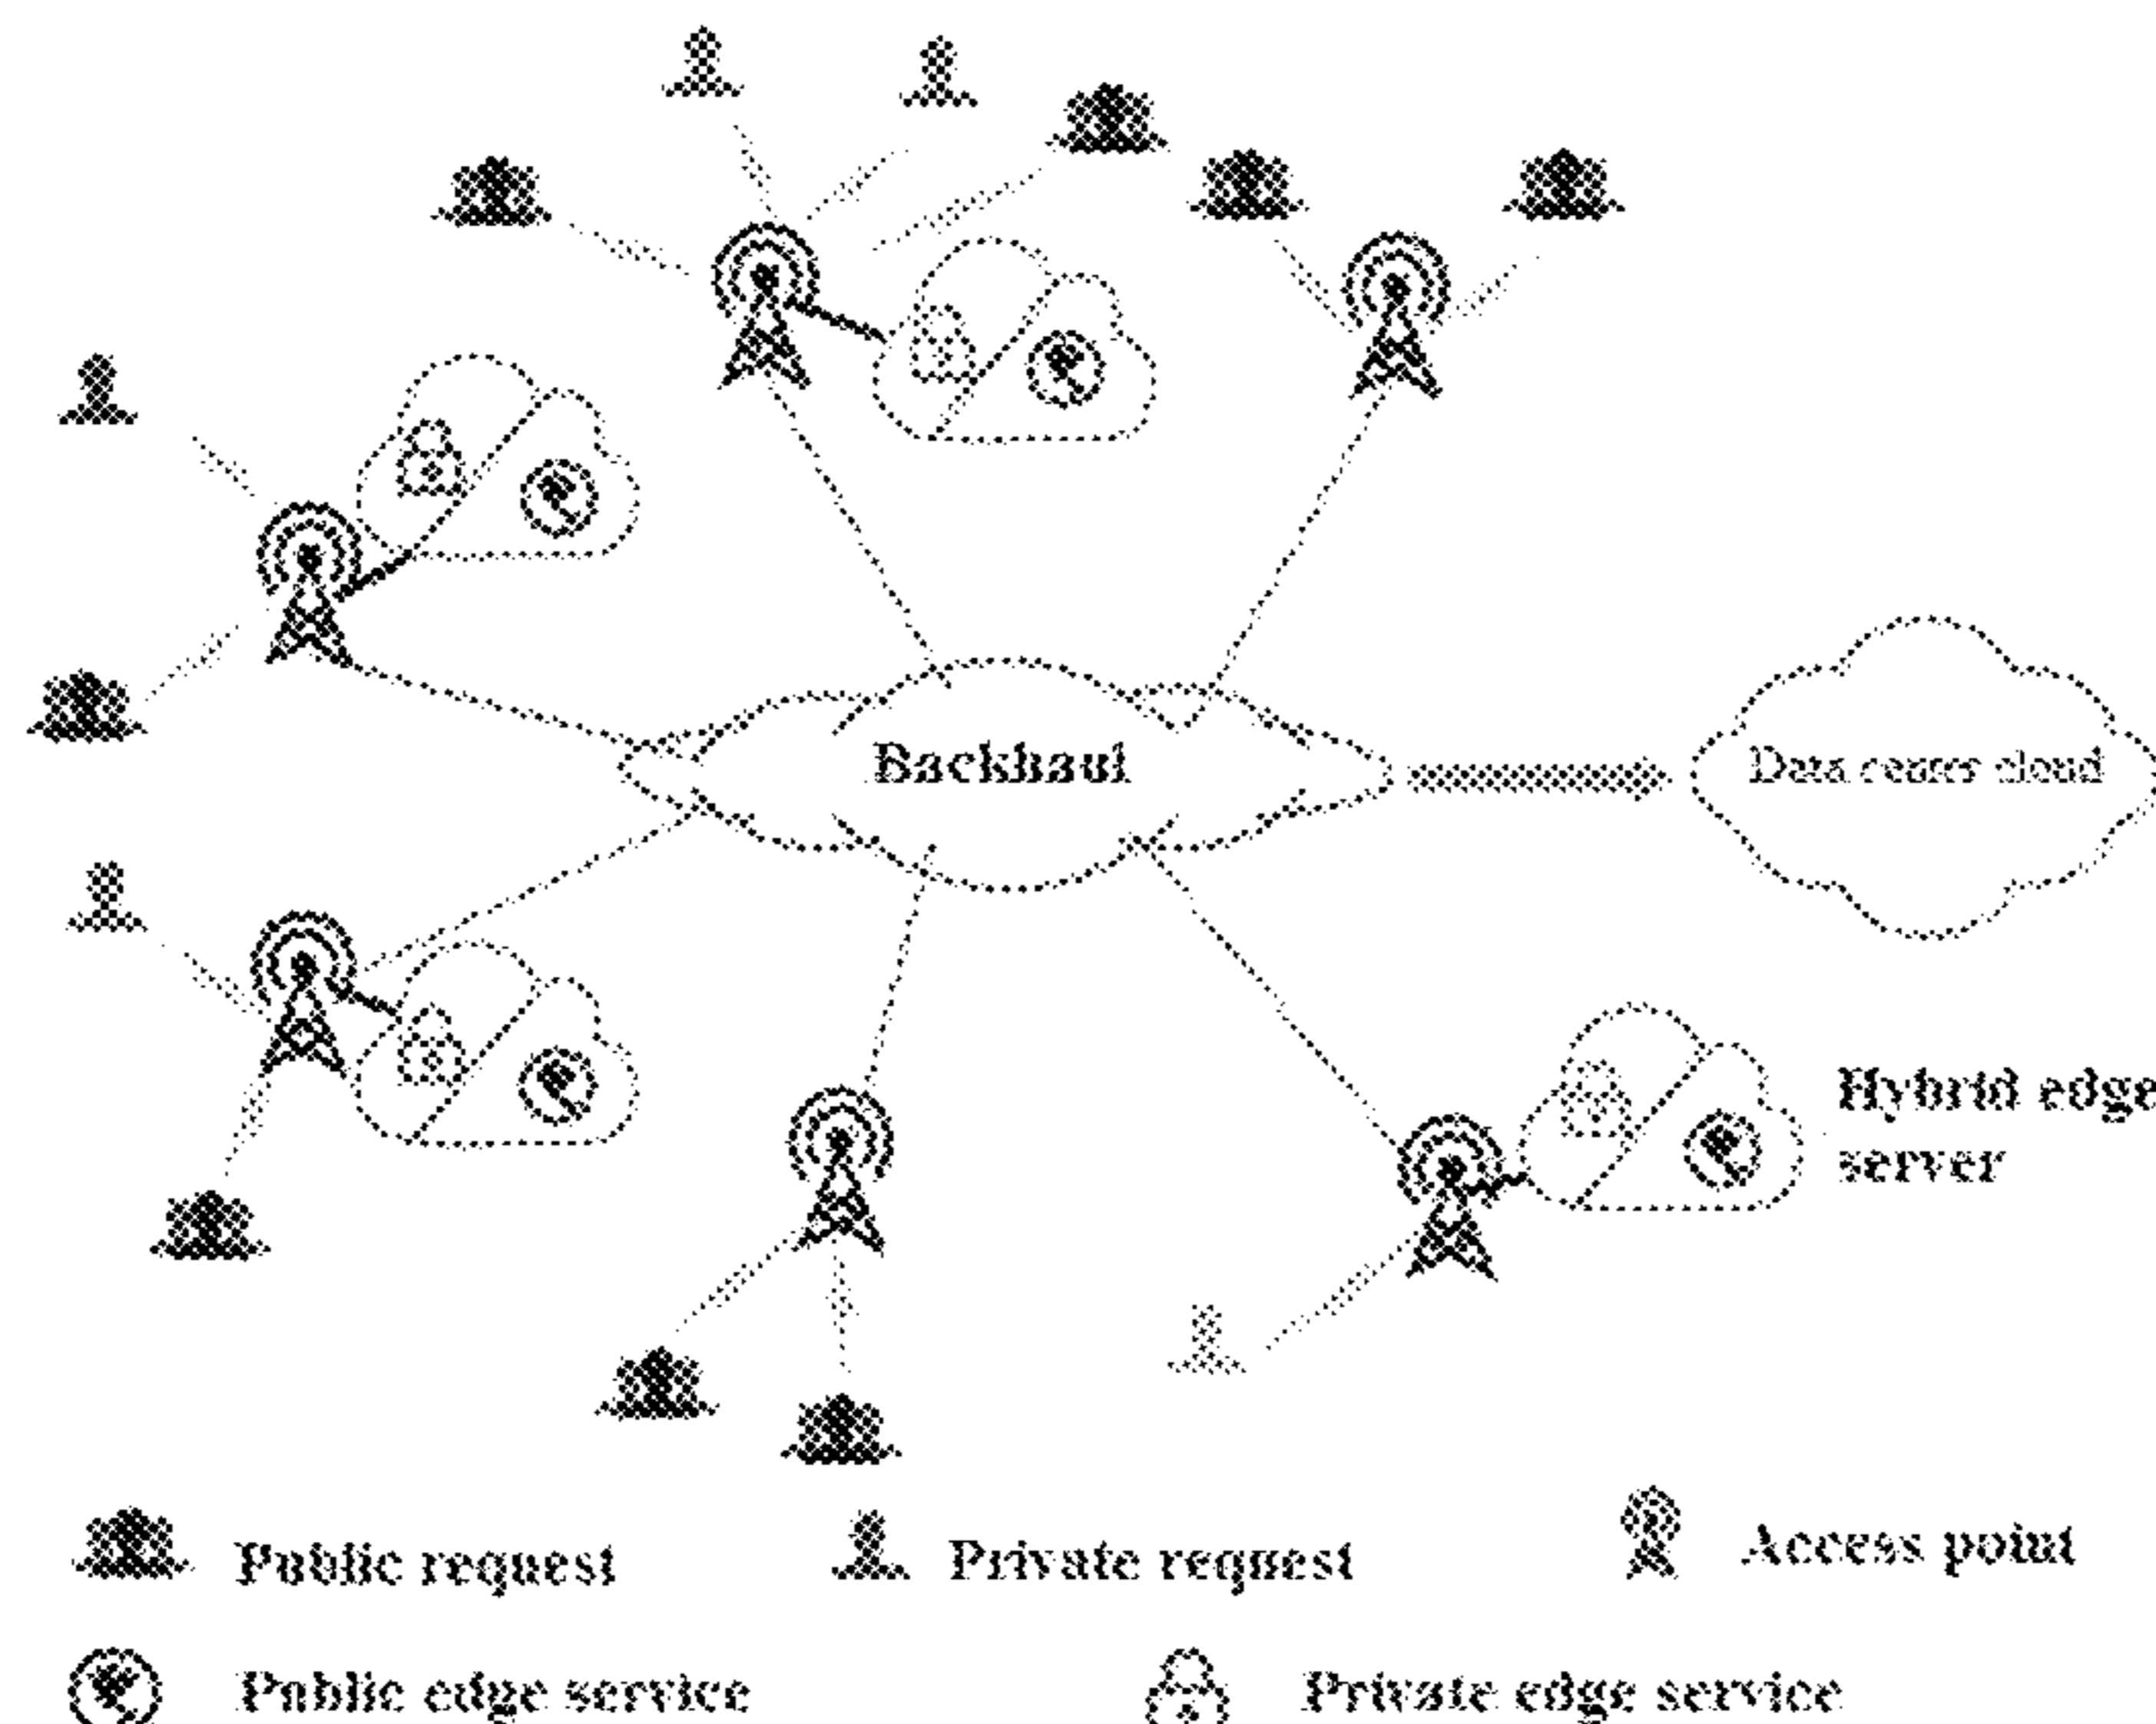 Backhaul
Data center cloud
Hybrid edge
server
Public request
Private request
Access point
Public edge service
Private edge service